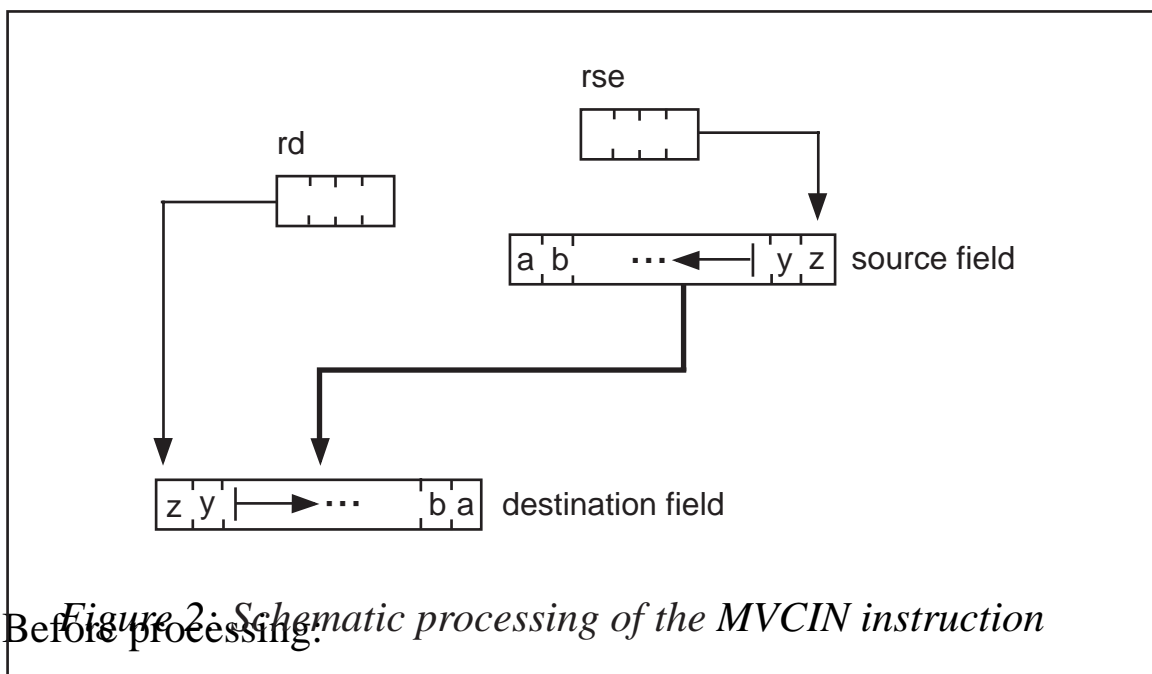 rse
rd
a b ... y z source field
z y ... b a destination field
Figure 2: Schematic processing of the MVCIN instruction
Before processing: